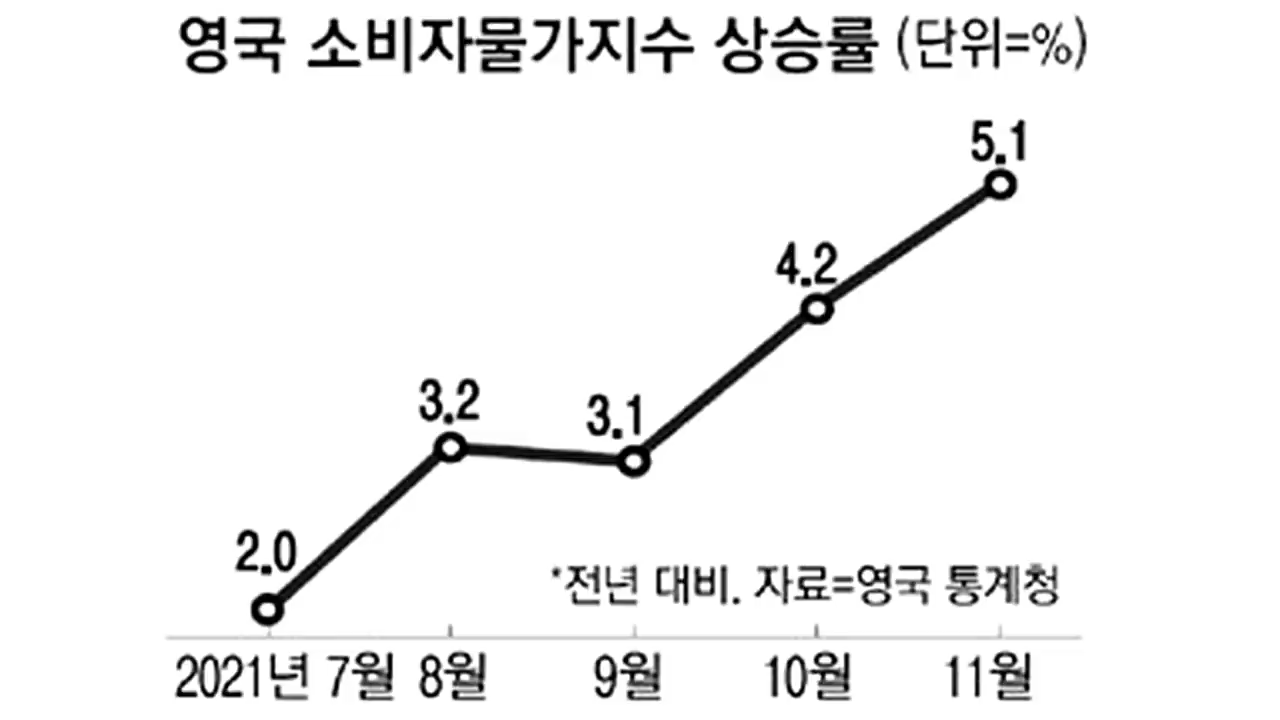 영국 소비자물가지수 상승률 (단위=%)
5.1
4.2
3.2
3.1
2.0
*전년 대비. 자료=영국 통계청
2021년 7월 8월 9월 10월 11월